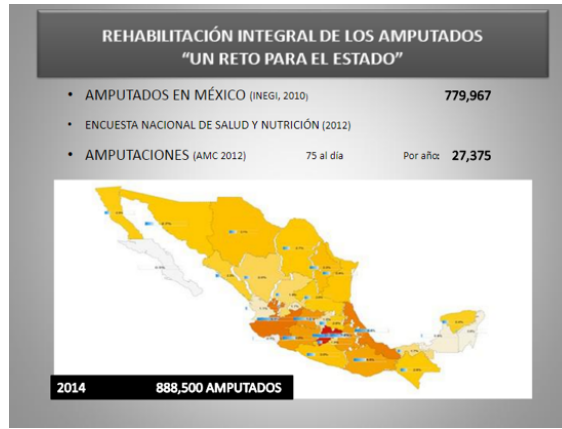 REHABILITACIÓN INTEGRAL DE LOS AMPUTADOS
“UN RETO PARA EL ESTADO”
• AMPUTADOS EN MÉXICO (INEGI, 2010) 779,967
• ENCUESTA NACIONAL DE SALUD Y NUTRICIÓN (2012)
• AMPUTACIONES (AMC 2012) 75 al día Por año: 27,375
2014 888,500 AMPUTADOS